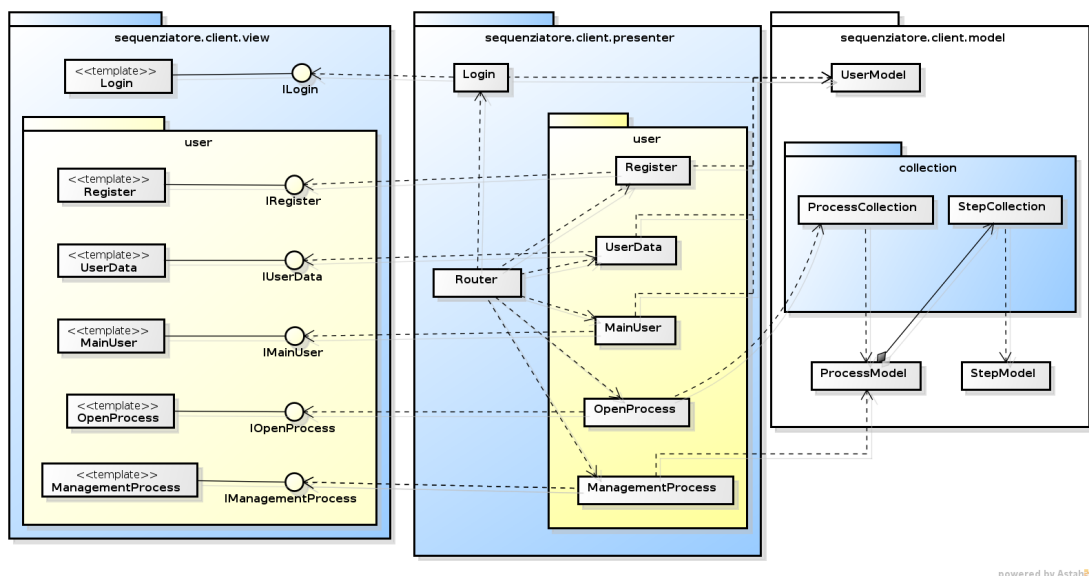 sequenziatore.client.view
<<template>>
Login
ILogin
user
<<template>>
Register
IRegister
<<template>>
UserData
IUserData
<<template>>
MainUser
IMainUser
<<template>>
OpenProcess
IOpenProcess
<<template>>
ManagementProcess
IManagementProcess
sequenziatore.client.presenter
Login
Router
user
Register
UserData
MainUser
OpenProcess
ManagementProcess
sequenziatore.client.model
UserModel
collection
ProcessCollection
StepCollection
ProcessModel
StepModel
powered by Astah